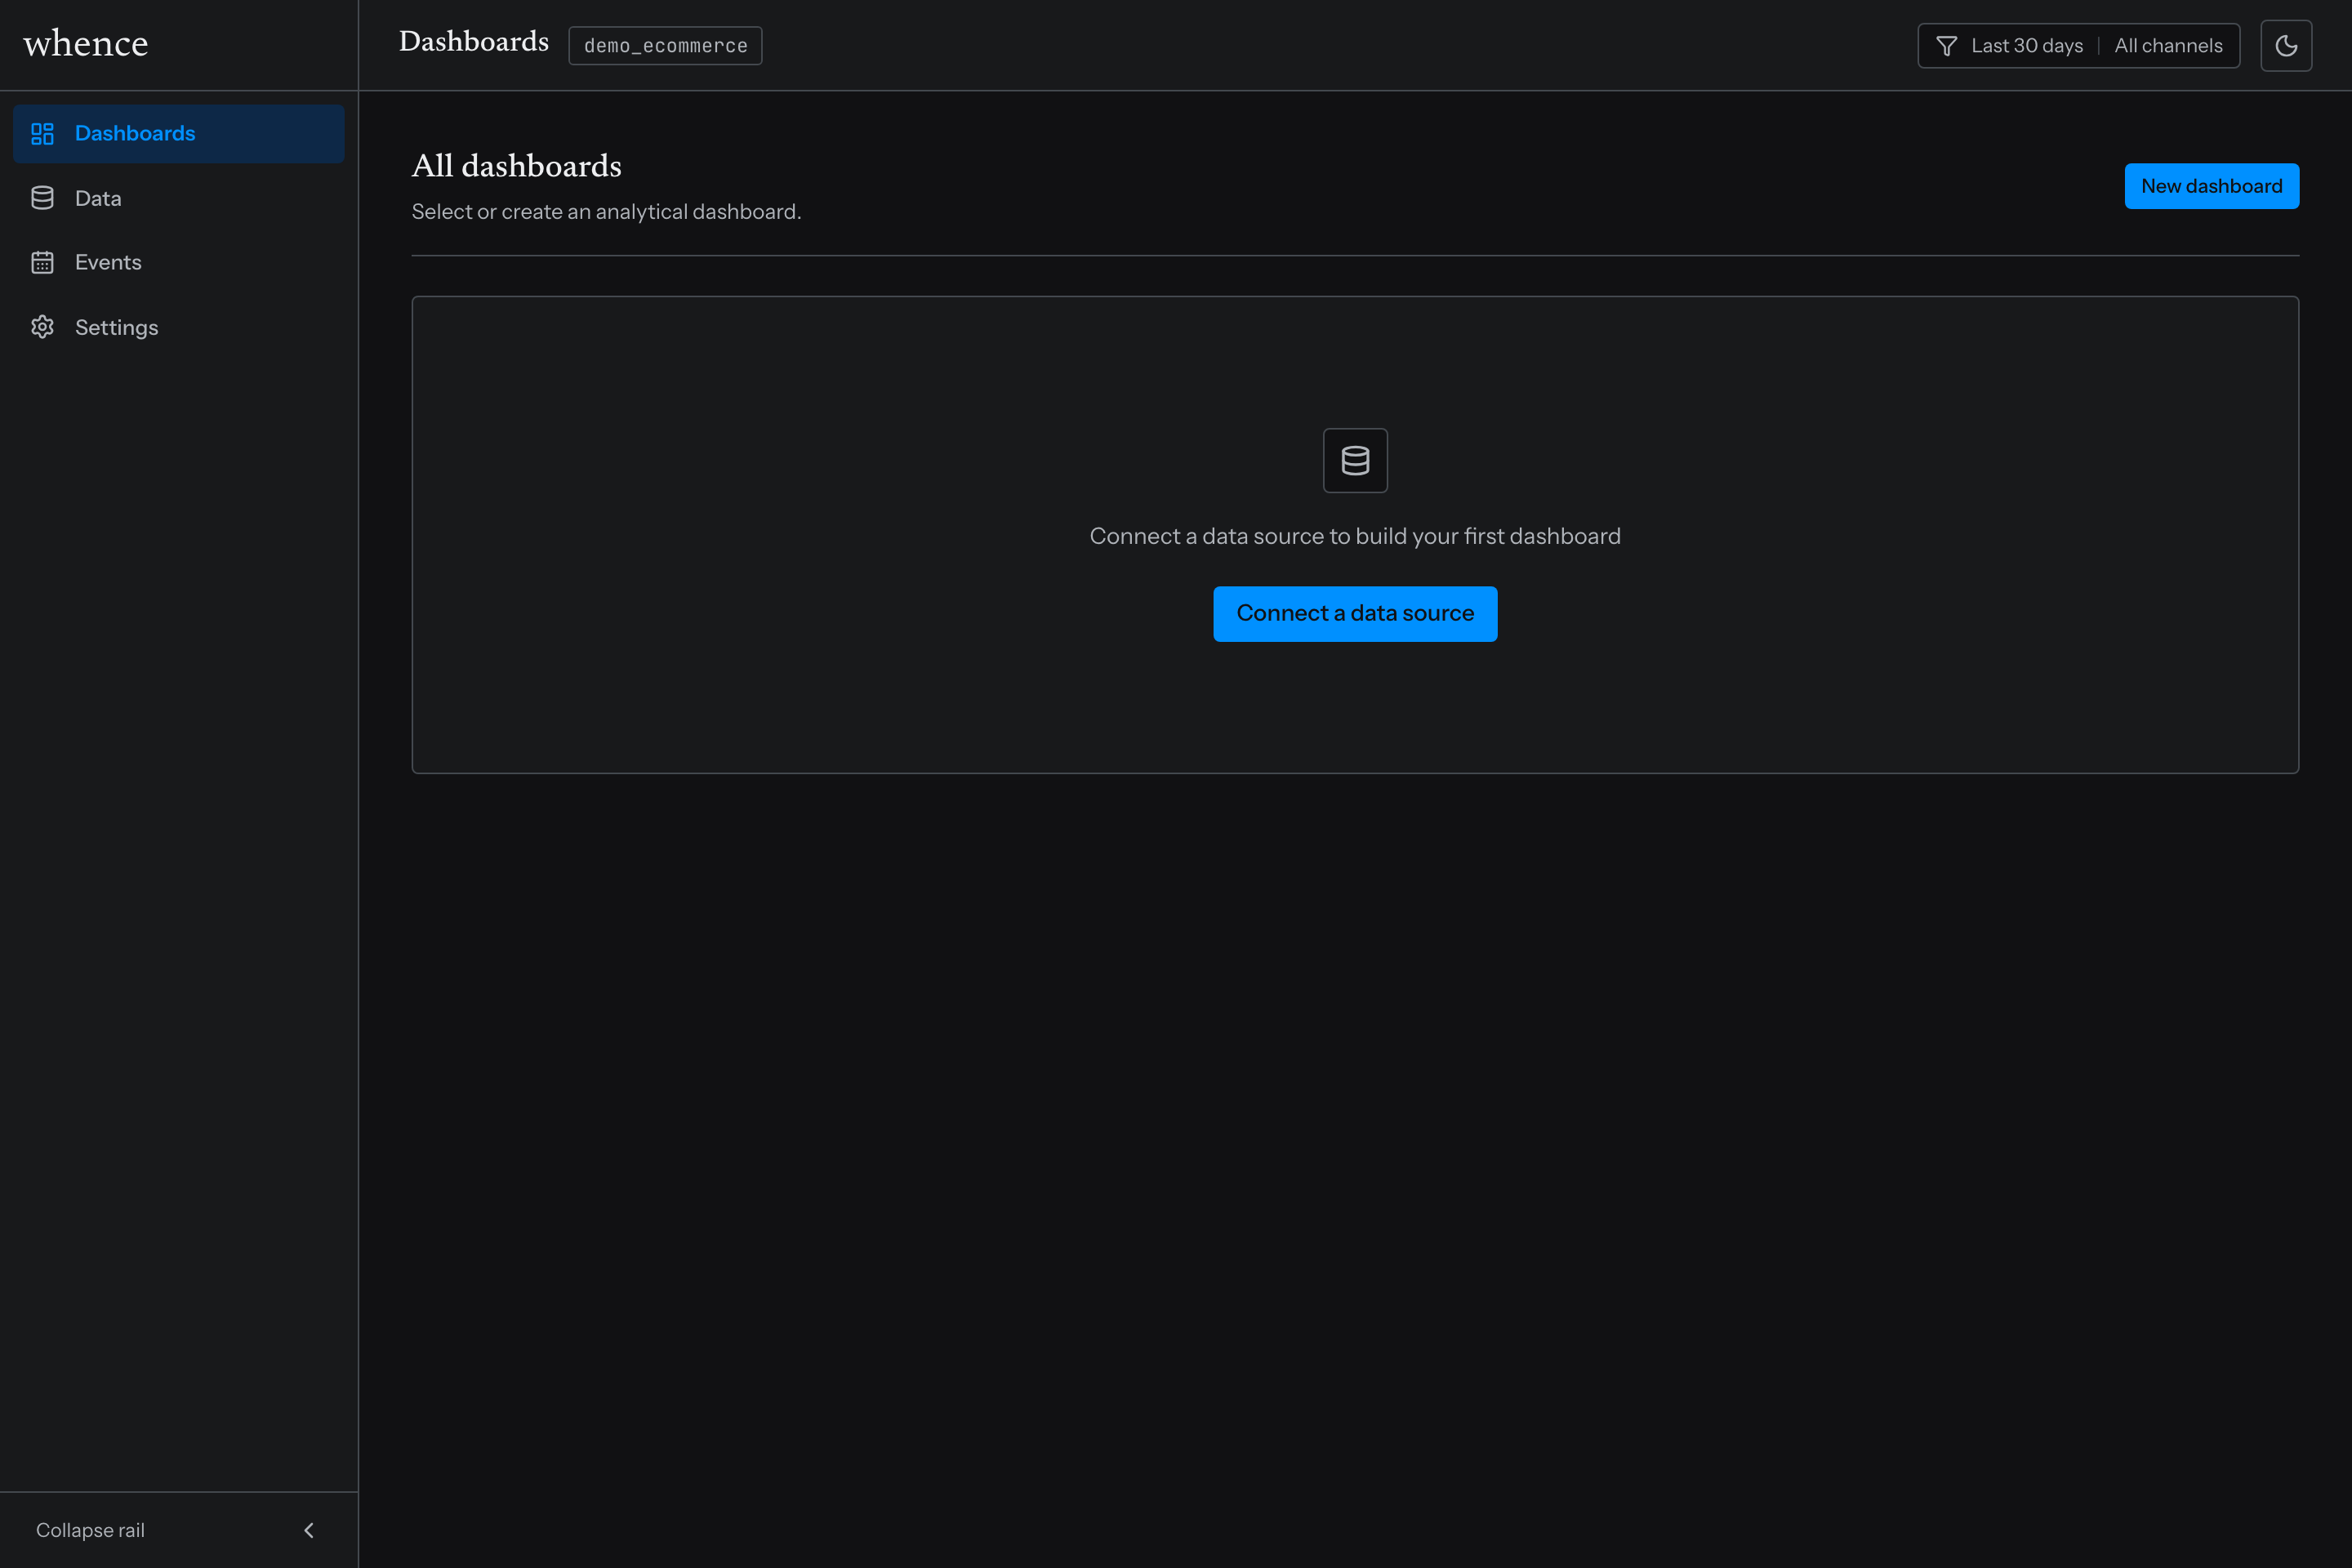 whence
Dashboards
demo_ecommerce
Last 30 days
All channels
Dashboards
Data
Events
Settings
All dashboards
Select or create an analytical dashboard.
New dashboard
Connect a data source to build your first dashboard
Connect a data source
Collapse rail